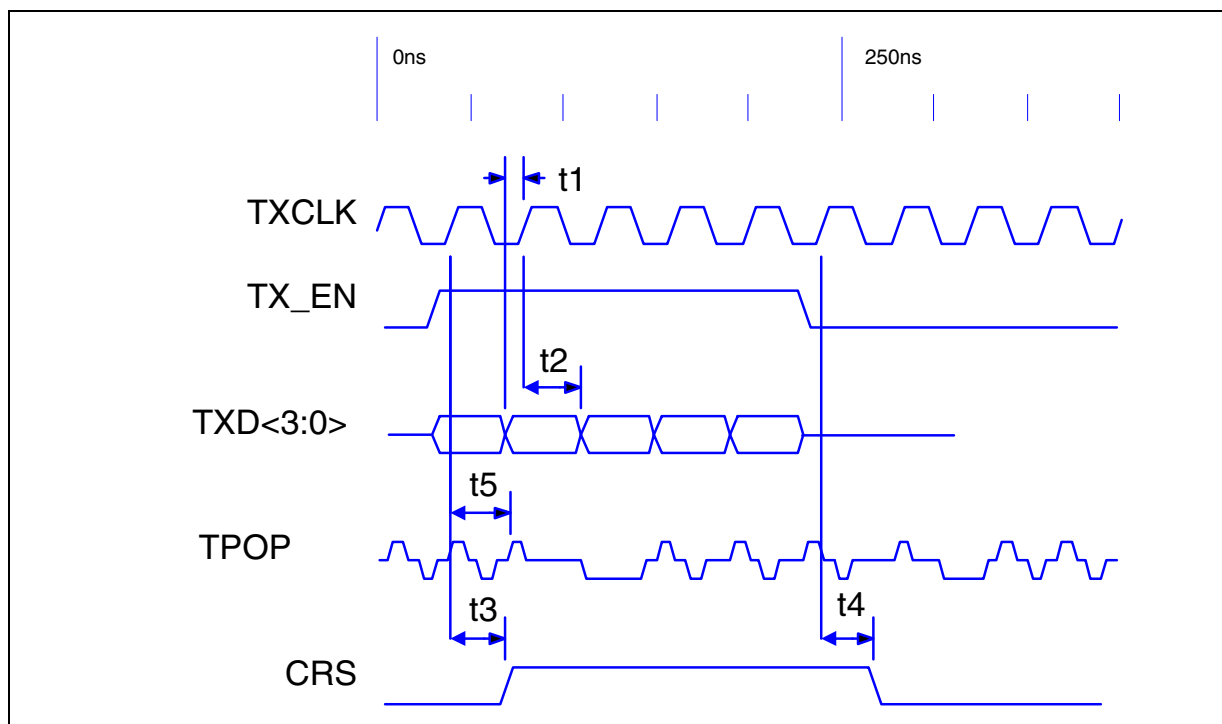 0ns
250ns
t1
TXCLK
TX_EN
t2
TXD<3:0>
t5
TPOP
t3
t4
CRS